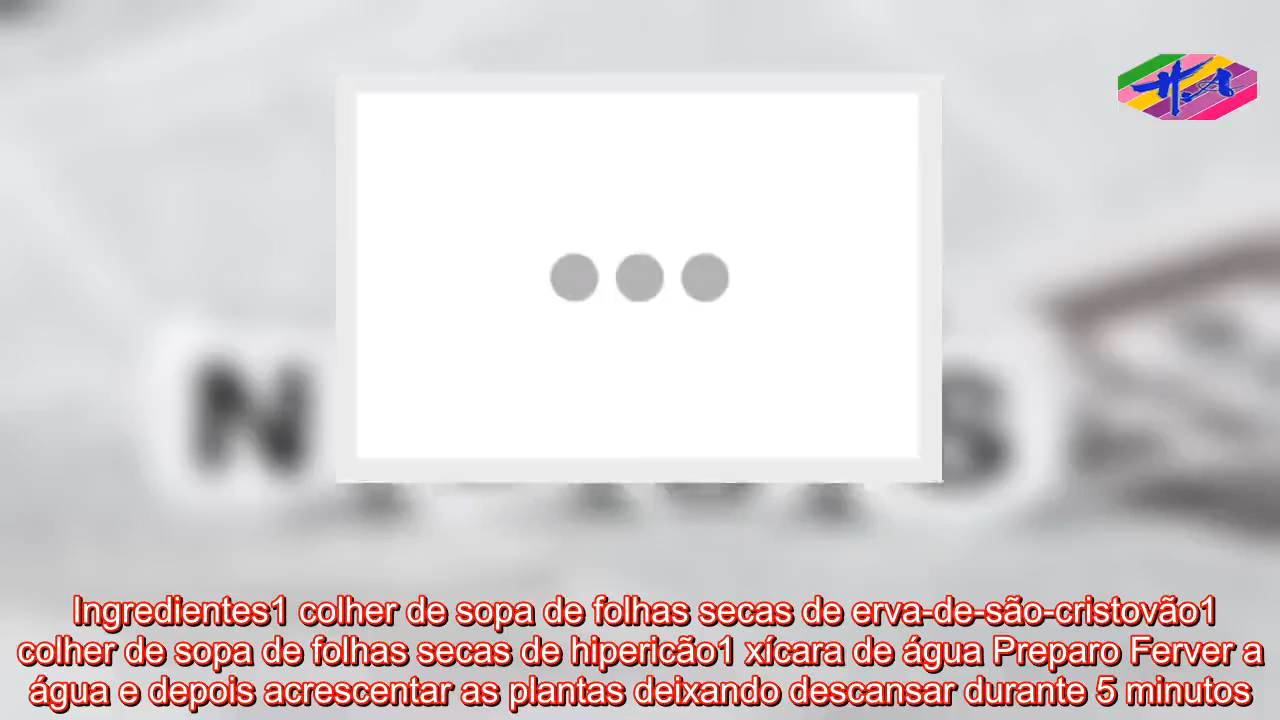 Ingredientes1 colher de sopa de folhas secas de erva-de-são-cristovão1
colher de sopa de folhas secas de hipericão1 xícara de água Preparo Ferver a
água e depois acrescentar as plantas deixando descansar durante 5 minutos